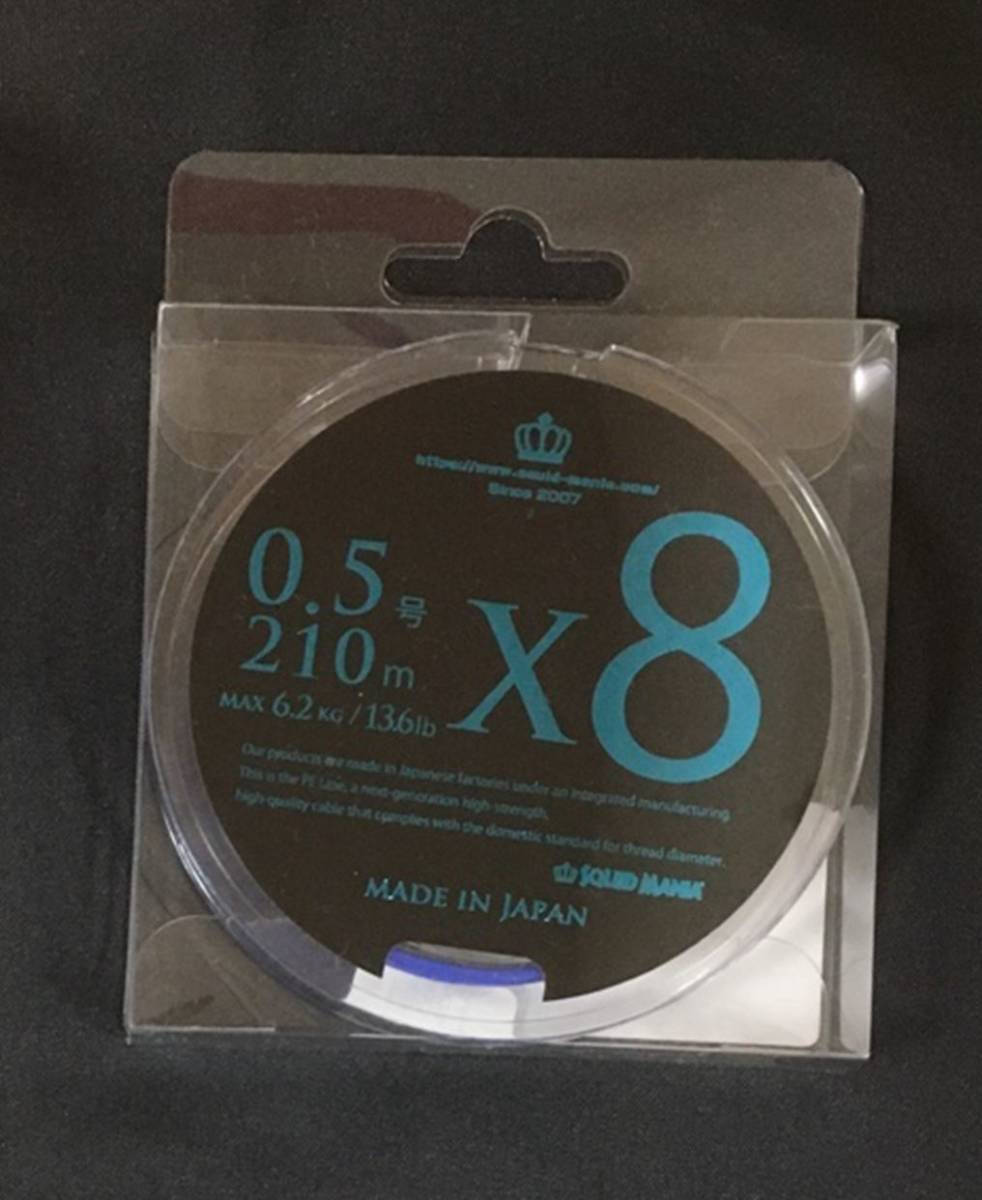 https://www.squid-mania.com/
Since 2007
0.5号
210m
MAX 6.2KG/13.6lb
X8
Our products are made in Japanese factories under an integrated manufacturing.
This is the PE Line, a next-generation high-strength,
high-quality cable that complies with the domestic standard for thread diameter.
SQUID MANIA
MADE IN JAPAN